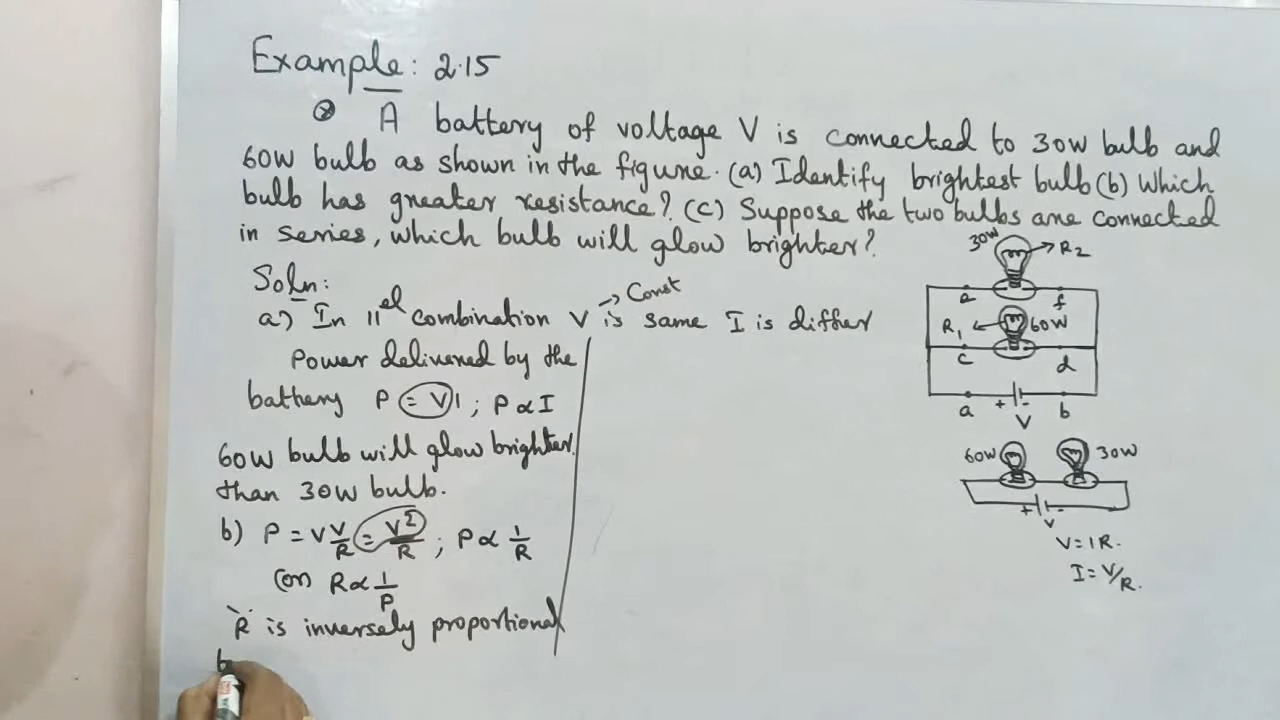 Example: 2.15
A battery of voltage V is connected to 30W bulb and
60W bulb as shown in the figure. (a) Identify brightest bulb (b) Which
bulb has greater resistance? (c) Suppose the two bulbs are connected
in series, which bulb will glow brighter?
Soln:
a) In ||el combination V is same I is differ
→ Const
Power delivered by the
battery P = VI ; P ∝ I
60W bulb will glow brighter
than 30W bulb.
b) P = V V/R = V²/R ; P ∝ 1/R
(or) R ∝ 1/P
`R´ is inversely proportional
t
30W → R2
e f
R1 60W
c d
a + - b
V
60W 30W
+ -
V
V = IR.
I = V/R.